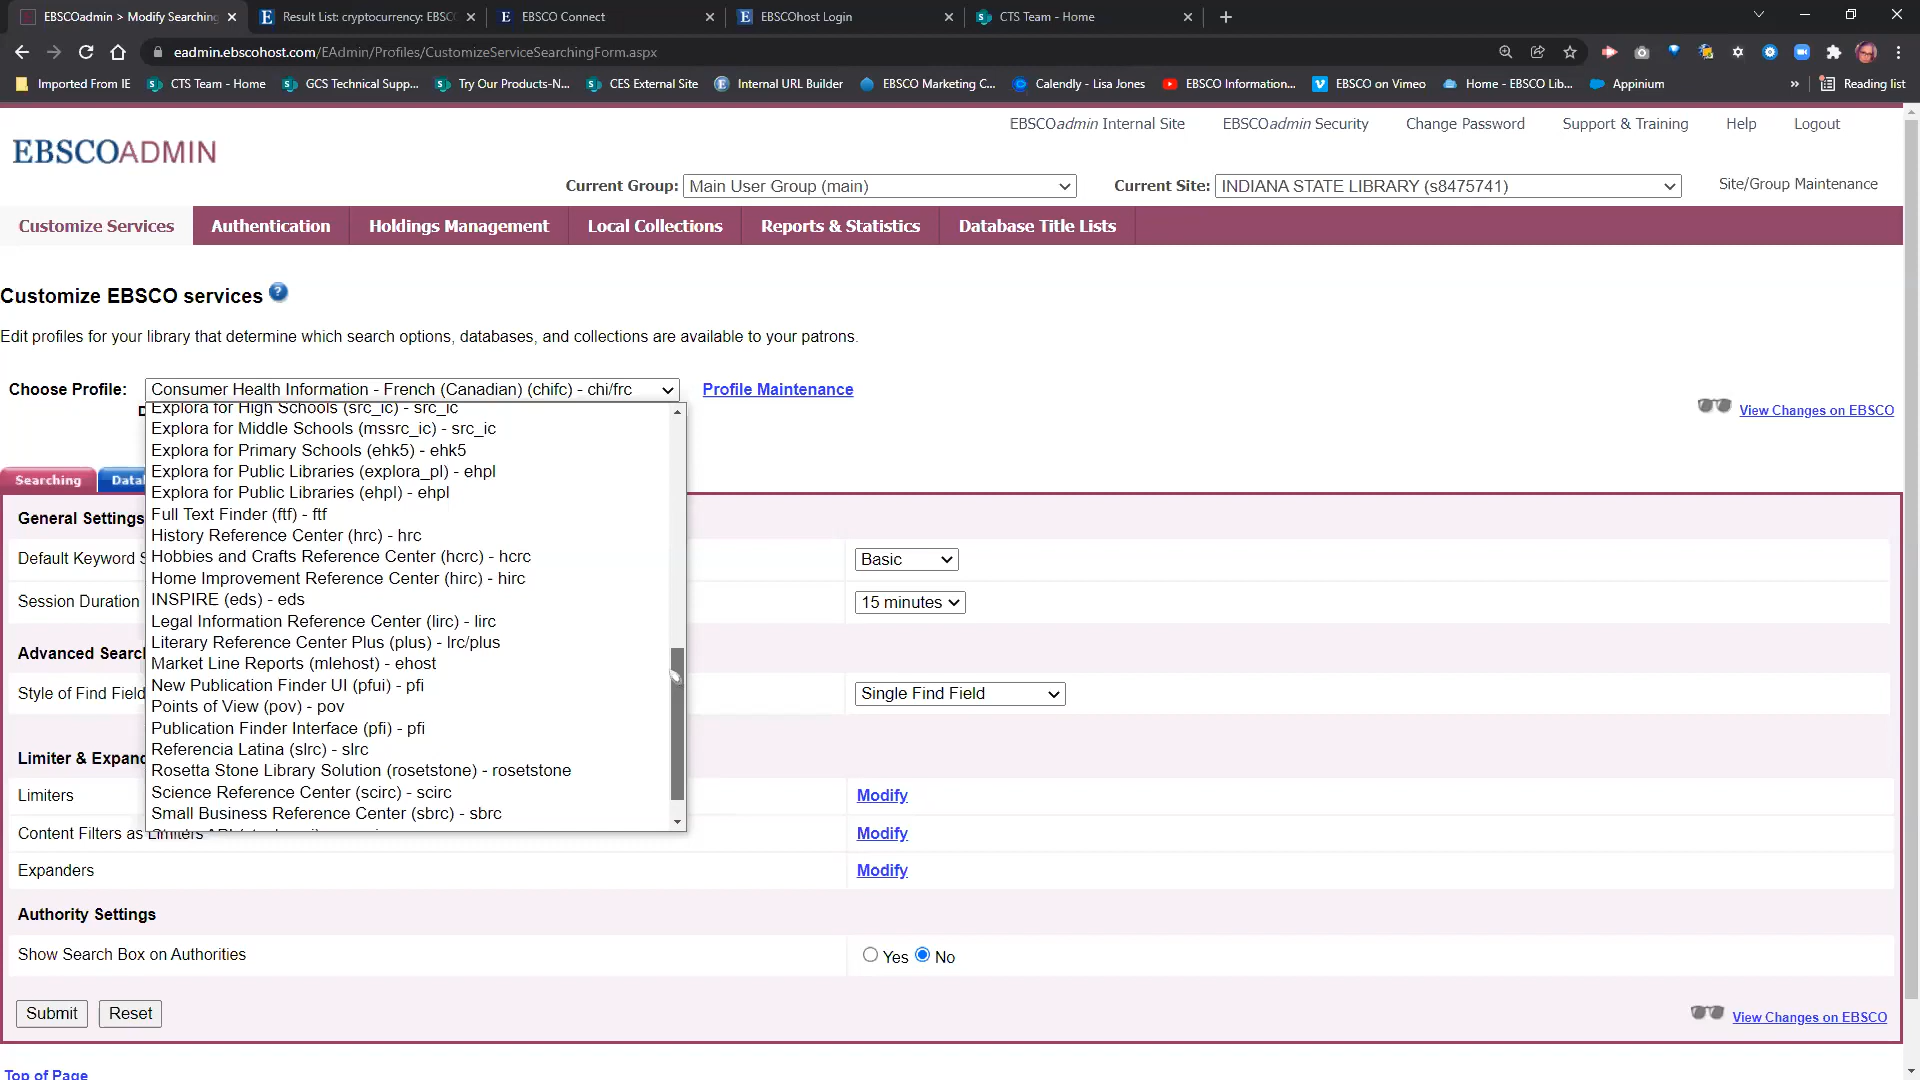 EBSCOadmin > Modify Searching
Result List: cryptocurrency: EBSC
EBSCO Connect
EBSCOhost Login
CTS Team - Home
eadmin.ebscohost.com/EAdmin/Profiles/CustomizeServiceSearchingForm.aspx
Imported From IE
CTS Team - Home
GCS Technical Supp...
Try Our Products-N...
CES External Site
Internal URL Builder
EBSCO Marketing C...
Calendly - Lisa Jones
EBSCO Information...
EBSCO on Vimeo
Home - EBSCO Lib...
Appinium
»
Reading list
EBSCOadmin Internal Site
EBSCOadmin Security
Change Password
Support & Training
Help
Logout
EBSCOADMIN
Current Group: Main User Group (main)
Current Site: INDIANA STATE LIBRARY (s8475741)
Site/Group Maintenance
Customize Services
Authentication
Holdings Management
Local Collections
Reports & Statistics
Database Title Lists
Customize EBSCO services
Edit profiles for your library that determine which search options, databases, and collections are available to your patrons.
Choose Profile: Consumer Health Information - French (Canadian) (chifc) - chi/frc
Profile Maintenance
View Changes on EBSCO
Explora for High Schools (src_ic) - src_ic
Explora for Middle Schools (mssrc_ic) - src_ic
Explora for Primary Schools (ehk5) - ehk5
Explora for Public Libraries (explora_pl) - ehpl
Explora for Public Libraries (ehpl) - ehpl
Full Text Finder (ftf) - ftf
History Reference Center (hrc) - hrc
Hobbies and Crafts Reference Center (hcrc) - hcrc
Home Improvement Reference Center (hirc) - hirc
INSPIRE (eds) - eds
Legal Information Reference Center (lirc) - lirc
Literary Reference Center Plus (plus) - lrc/plus
Market Line Reports (mlehost) - ehost
New Publication Finder UI (pfui) - pfi
Points of View (pov) - pov
Publication Finder Interface (pfi) - pfi
Referencia Latina (slrc) - slrc
Rosetta Stone Library Solution (rosetstone) - rosetstone
Science Reference Center (scirc) - scirc
Small Business Reference Center (sbrc) - sbrc
Searching
Data
General Settings
Default Keyword S
Basic
Session Duration
15 minutes
Advanced Searc
Style of Find Field
Single Find Field
Limiter & Expan
Limiters
Modify
Content Filters as Limiters
Modify
Expanders
Modify
Authority Settings
Show Search Box on Authorities
Yes No
Submit
Reset
View Changes on EBSCO
Top of Page